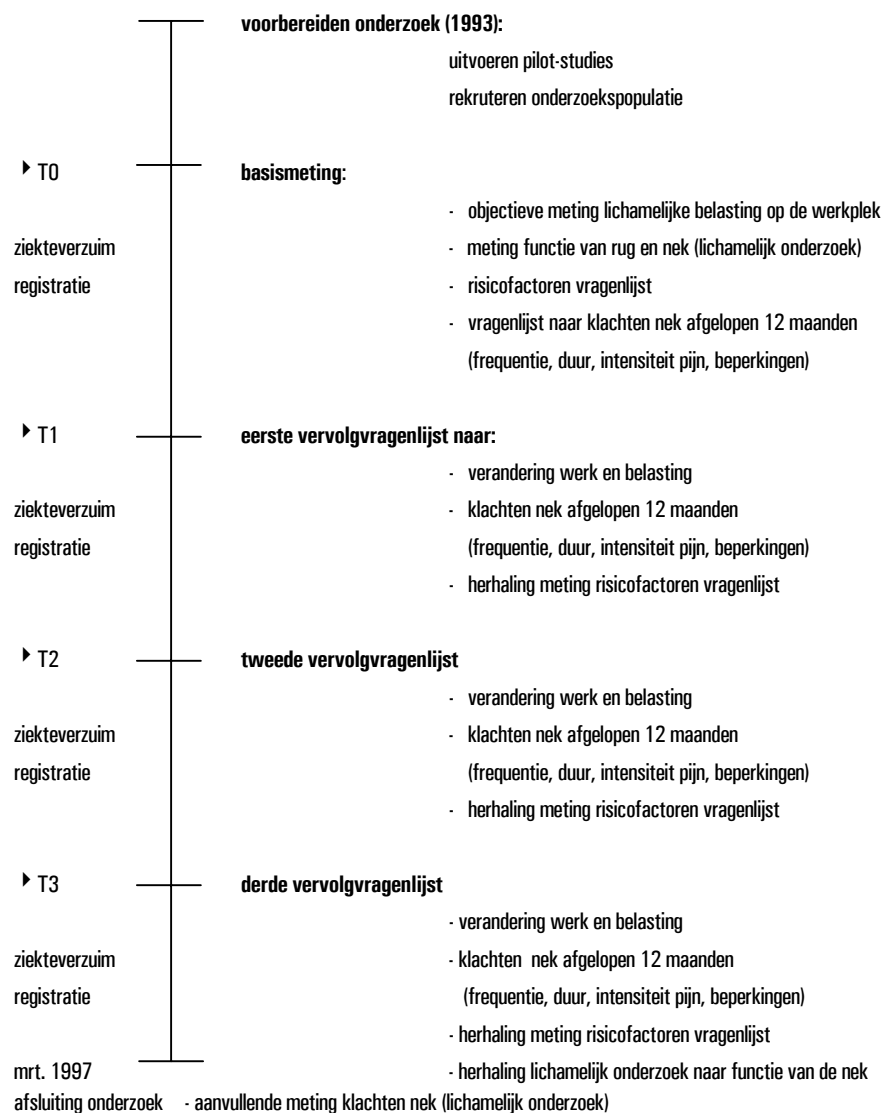 voorbereiden onderzoek (1993):
uitvoeren pilot-studies
rekruteren onderzoekspopulatie
T0 basismeting:
- objectieve meting lichamelijke belasting op de werkplek
ziekteverzuim - meting functie van rug en nek (lichamelijk onderzoek)
registratie - risicofactoren vragenlijst
- vragenlijst naar klachten nek afgelopen 12 maanden
(frequentie, duur, intensiteit pijn, beperkingen)
T1 eerste vervolgvragenlijst naar:
- verandering werk en belasting
ziekteverzuim - klachten nek afgelopen 12 maanden
registratie (frequentie, duur, intensiteit pijn, beperkingen)
- herhaling meting risicofactoren vragenlijst
T2 tweede vervolgvragenlijst
- verandering werk en belasting
ziekteverzuim - klachten nek afgelopen 12 maanden
registratie (frequentie, duur, intensiteit pijn, beperkingen)
- herhaling meting risicofactoren vragenlijst
T3 derde vervolgvragenlijst
- verandering werk en belasting
ziekteverzuim - klachten nek afgelopen 12 maanden
registratie (frequentie, duur, intensiteit pijn, beperkingen)
- herhaling meting risicofactoren vragenlijst
mrt. 1997 - herhaling lichamelijk onderzoek naar functie van de nek
afsluiting onderzoek - aanvullende meting klachten nek (lichamelijk onderzoek)